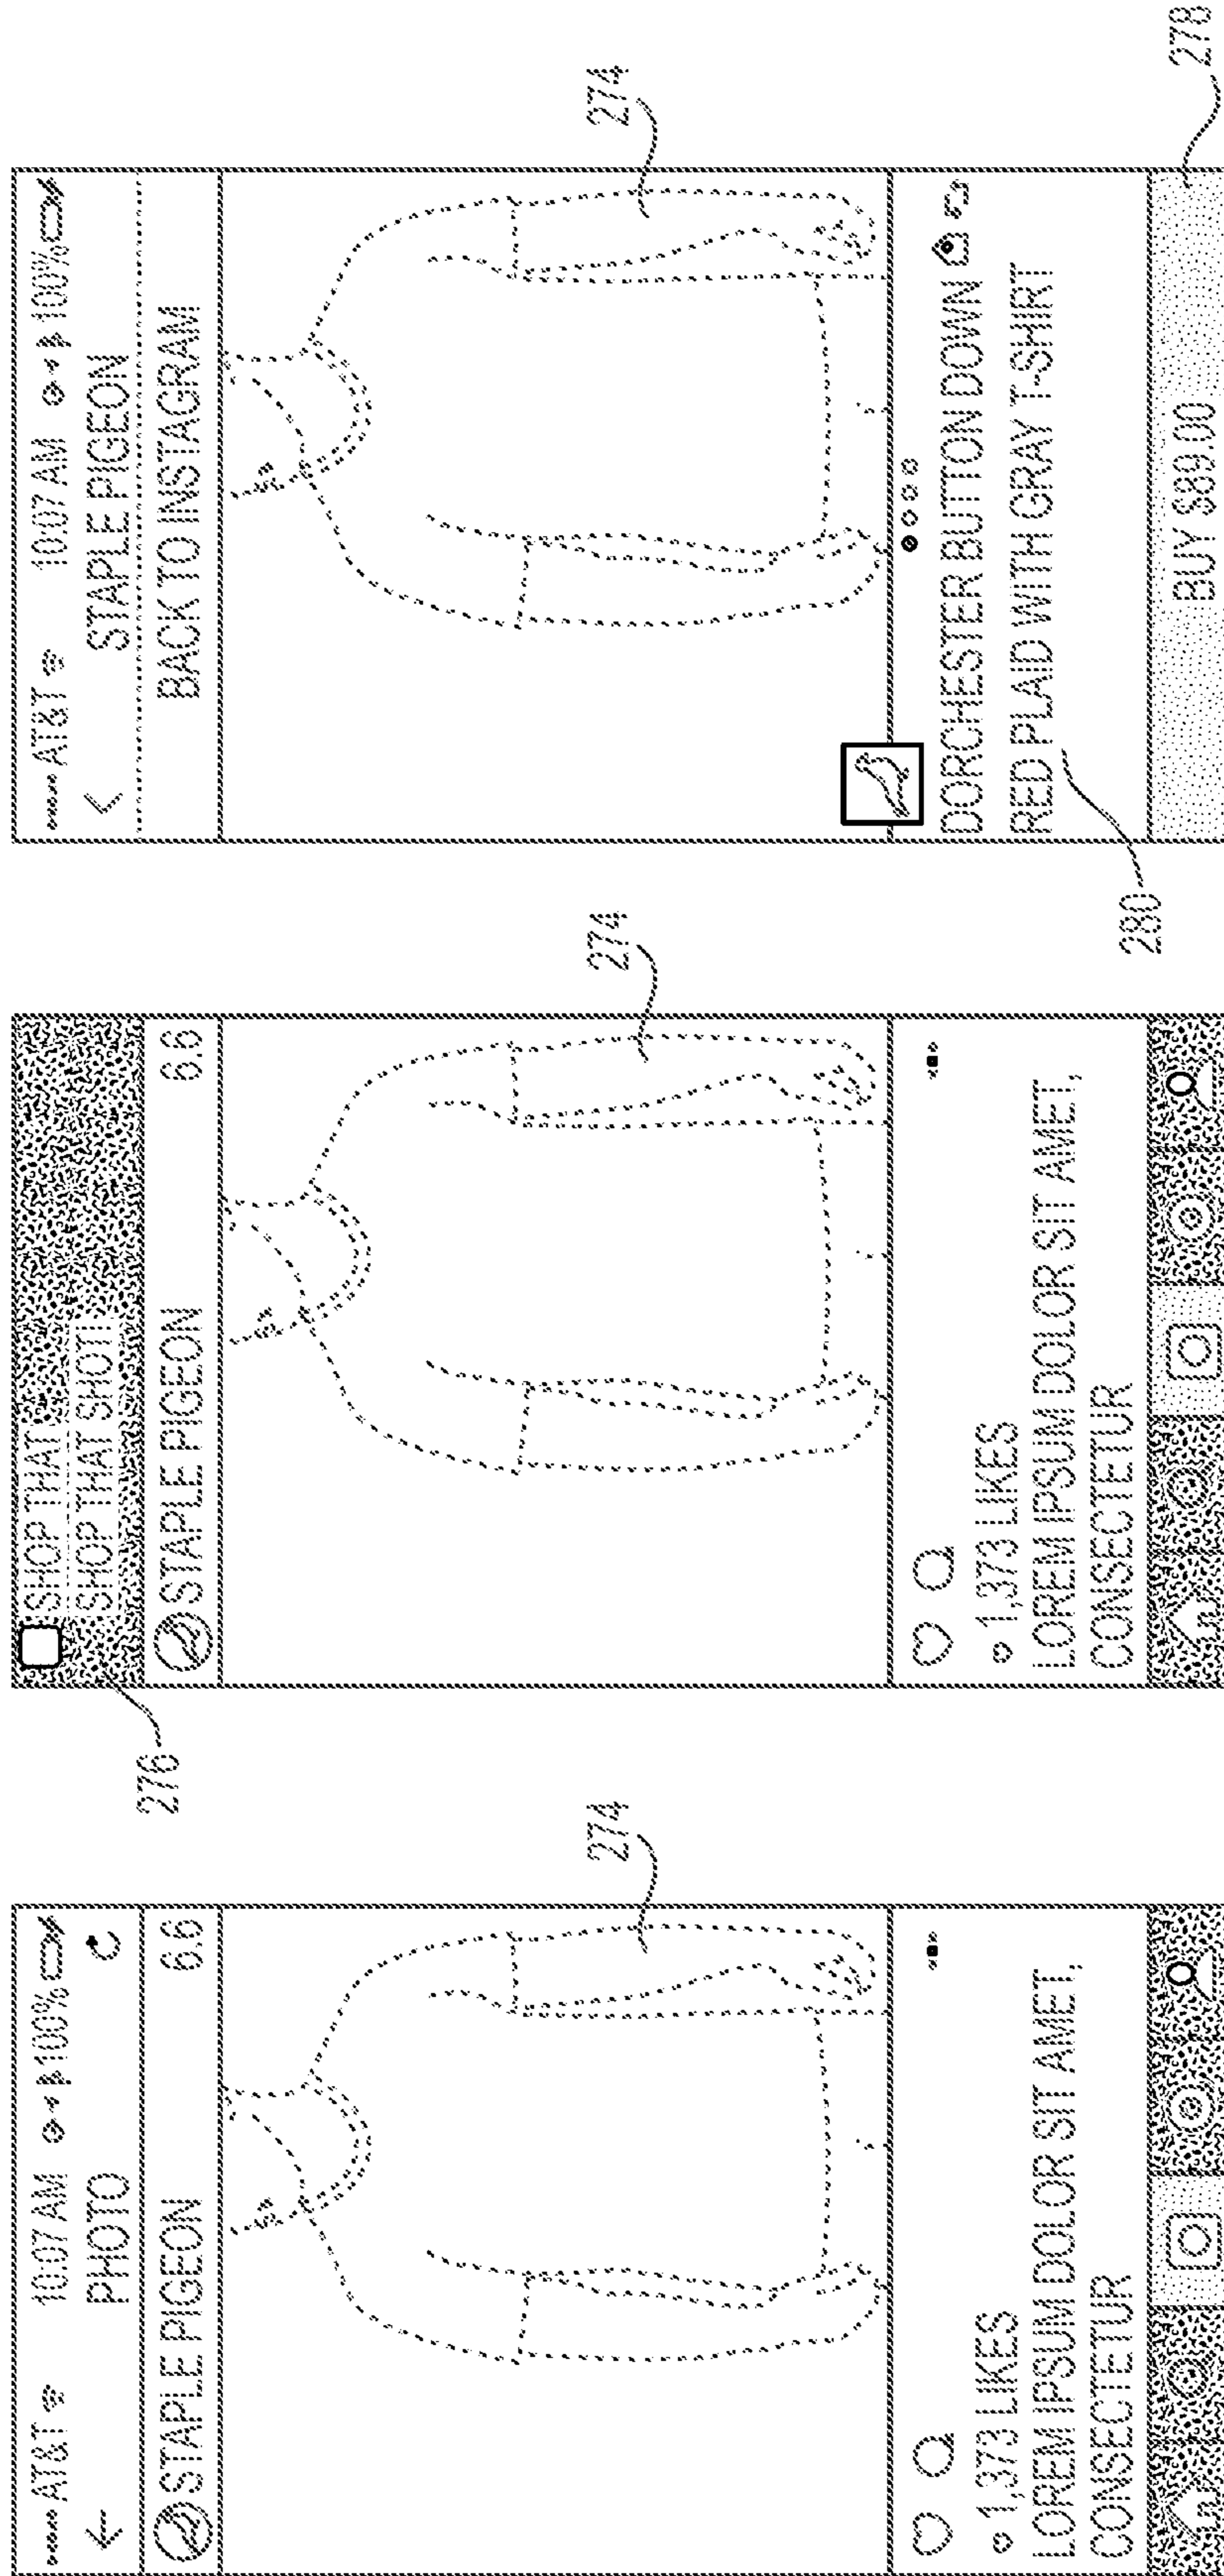 AT&T 10:07 AM 100%
PHOTO
STAPLE PIGEON 6.6
274
1,373 LIKES
LOREM IPSUM DOLOR SIT AMET,
CONSECTETUR
276
SHOP THAT
SHOP THAT SHOT!
STAPLE PIGEON 6.6
274
1,373 LIKES
LOREM IPSUM DOLOR SIT AMET,
CONSECTETUR
AT&T 10:07 AM 100%
STAPLE PIGEON
BACK TO INSTAGRAM
274
DORCHESTER BUTTON DOWN
RED PLAID WITH GRAY T-SHIRT
280
BUY $89.00
278